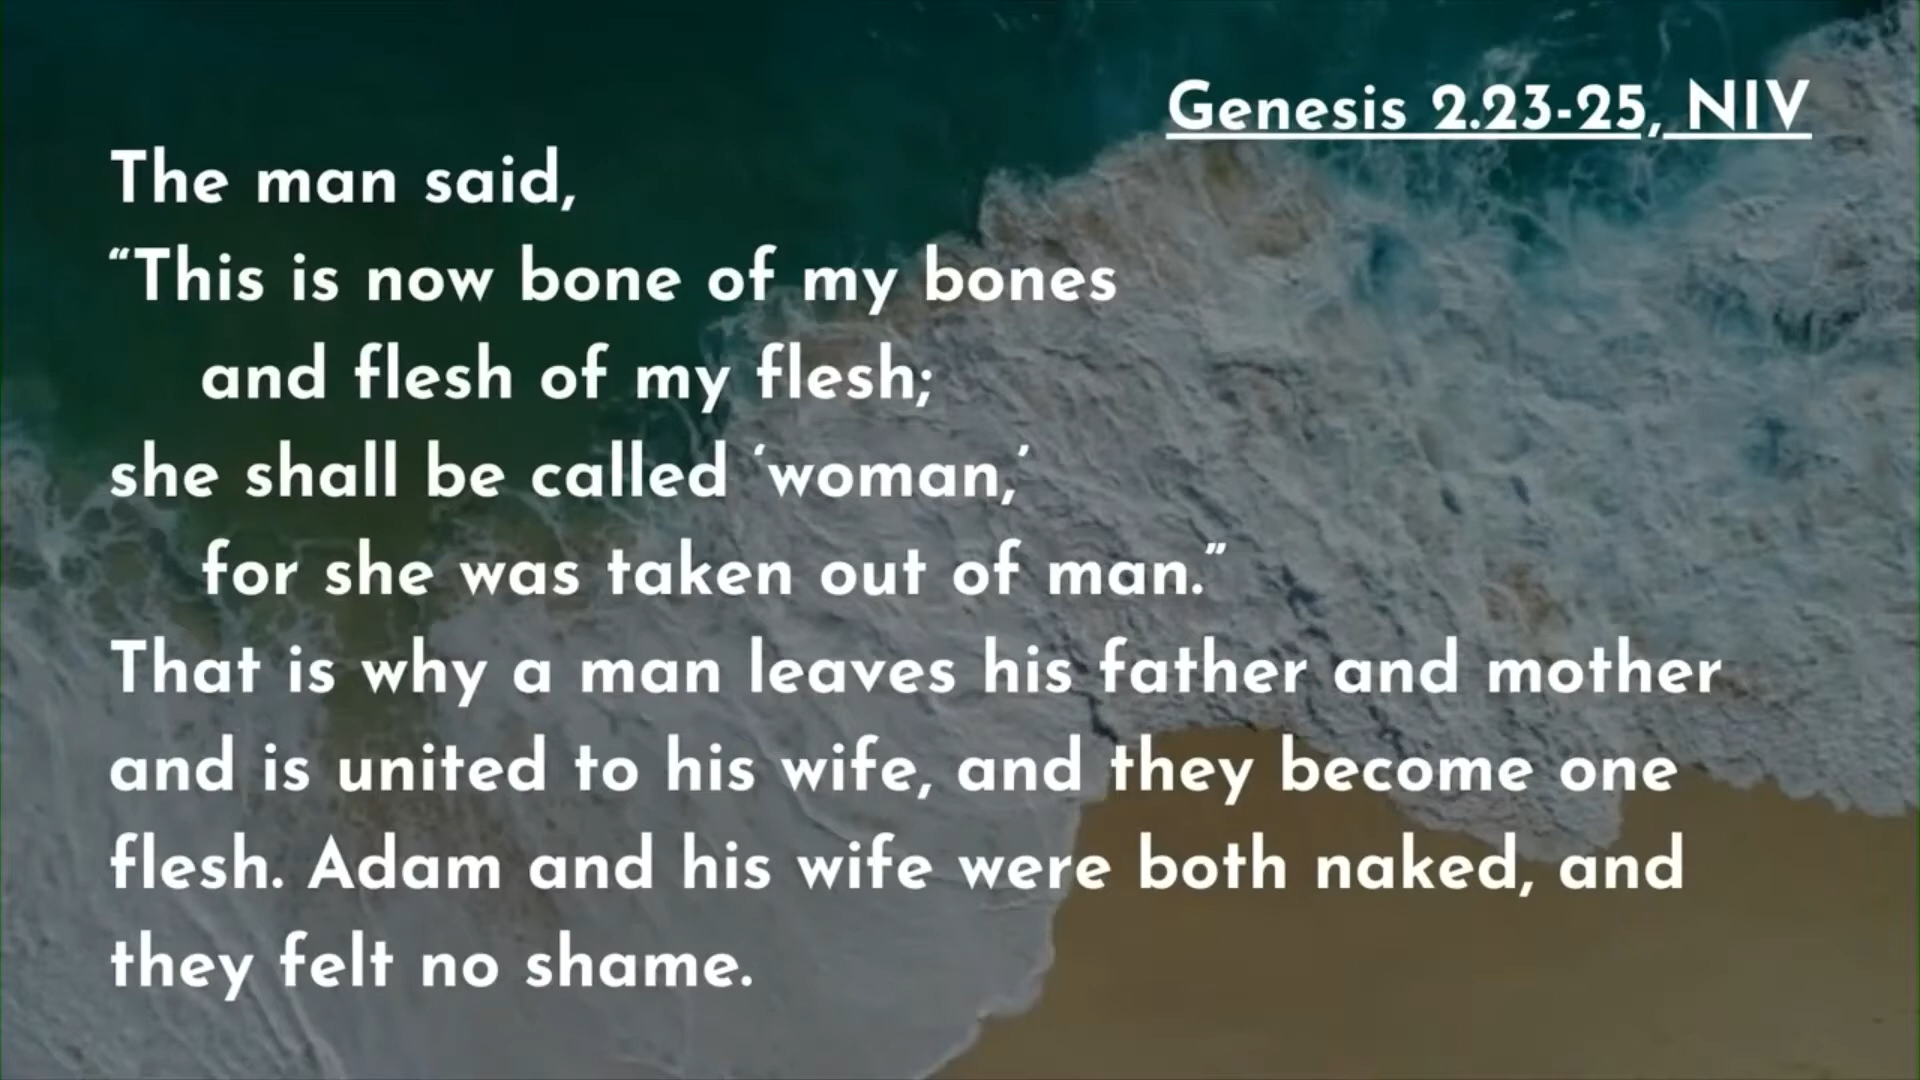 Genesis 2.23-25, NIV
The man said,
“This is now bone of my bones
and flesh of my flesh;
she shall be called ‘woman,’
for she was taken out of man.”
That is why a man leaves his father and mother
and is united to his wife, and they become one
flesh. Adam and his wife were both naked, and
they felt no shame.